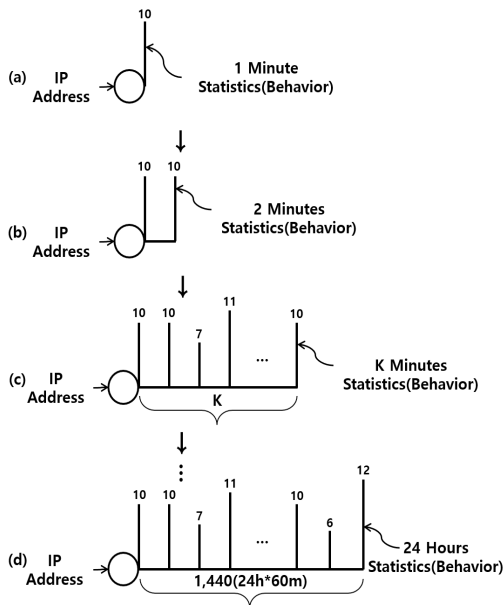 10
(a) IP Address
1 Minute
Statistics(Behavior)
10 10
(b) IP Address
2 Minutes
Statistics(Behavior)
10 10 7 11 ... 10
(c) IP Address
K Minutes
Statistics(Behavior)
K
10 10 7 11 ... 10 6 12
(d) IP Address
24 Hours
Statistics(Behavior)
1,440(24h*60m)